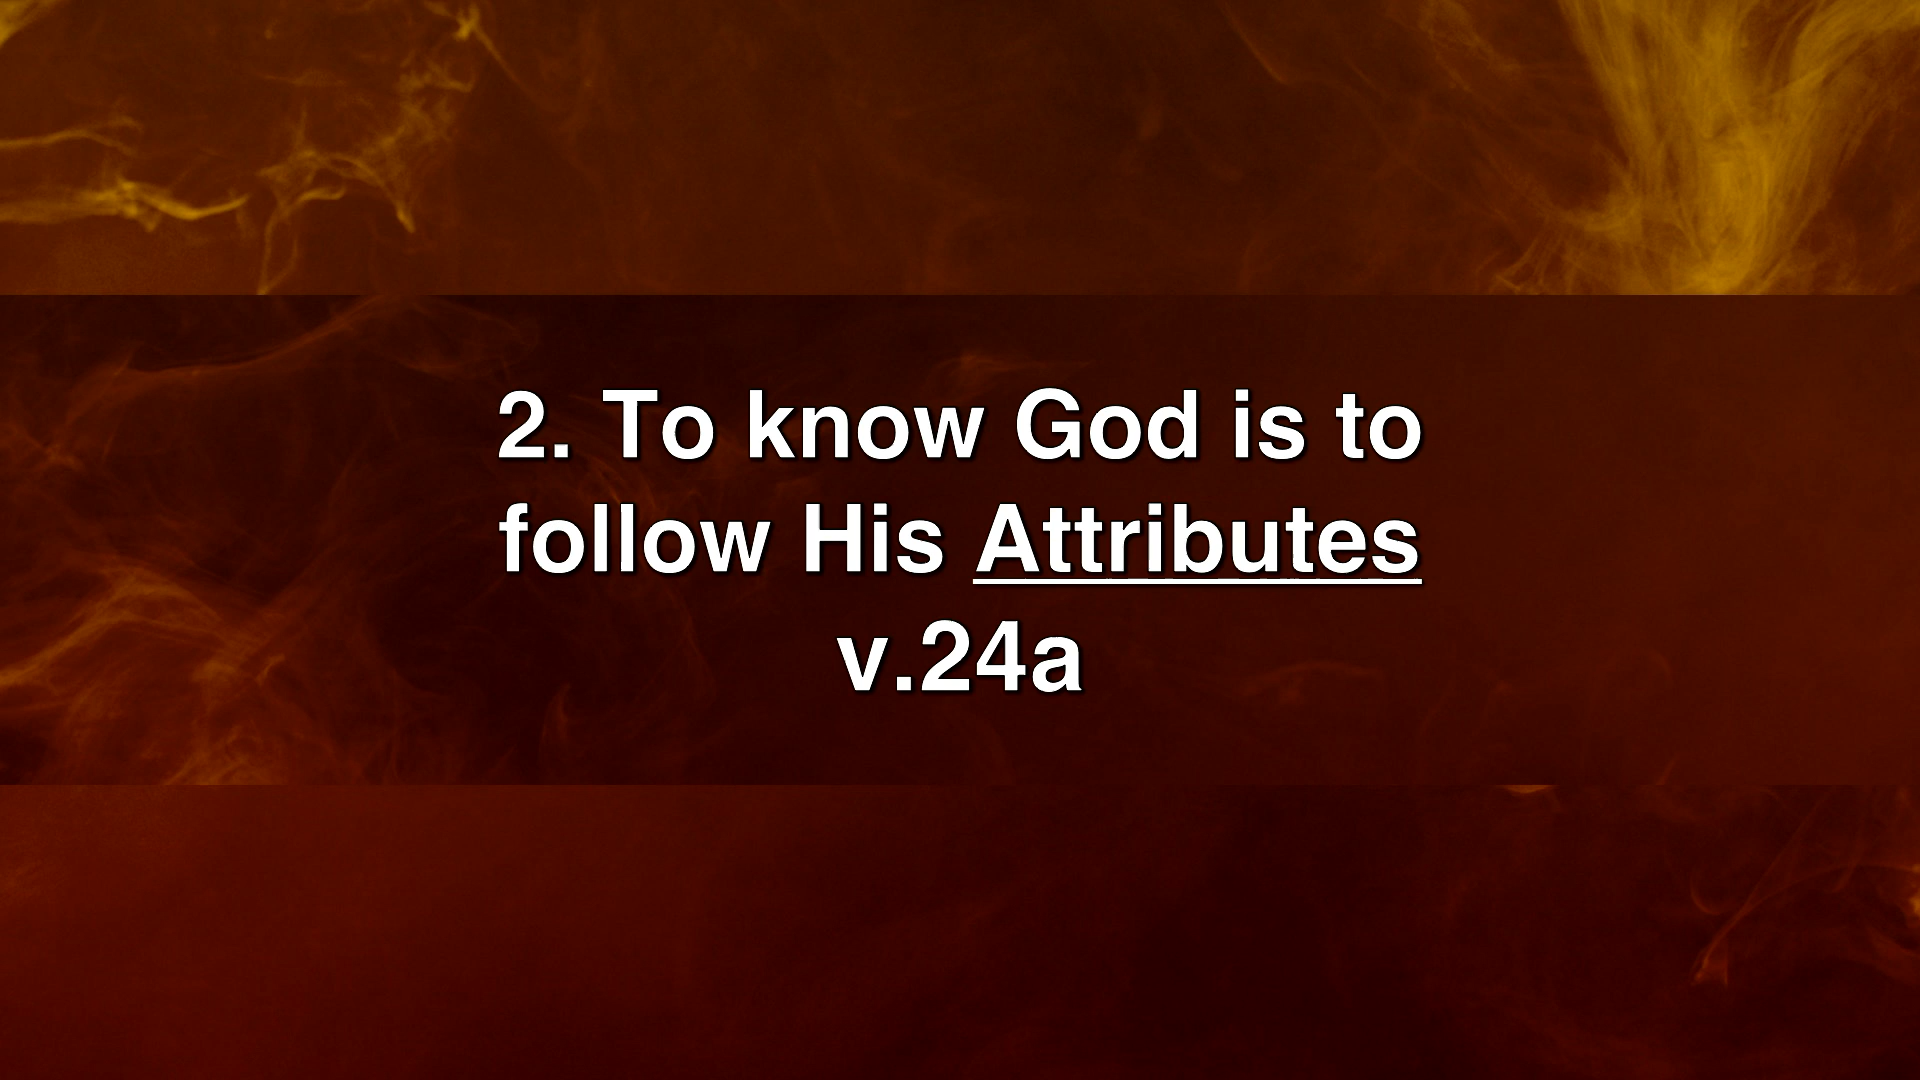 2. To know God is to
follow His Attributes
v.24a